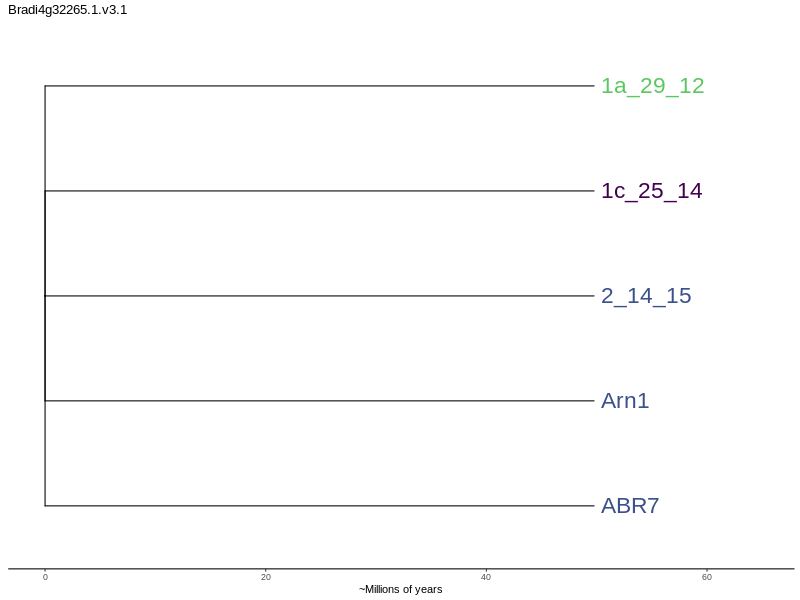 Bradi4g32265.1.v3.1
1a_29_12
1c_25_14
2_14_15
Arn1
ABR7
0 20 40 60
~Millions of years